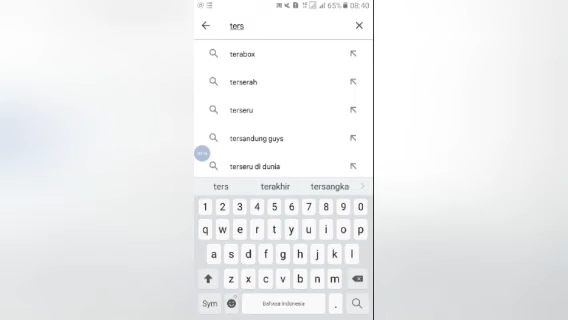 65% 08:40
ters
terabox
terserah
terseru
tersandung guys
terseru di dunia
ters terakhir tersangka
1 2 3 4 5 6 7 8 9 0
q w e r t y u i o p
a s d f g h j k l
z x c v b n m
Sym Bahasa Indonesia .